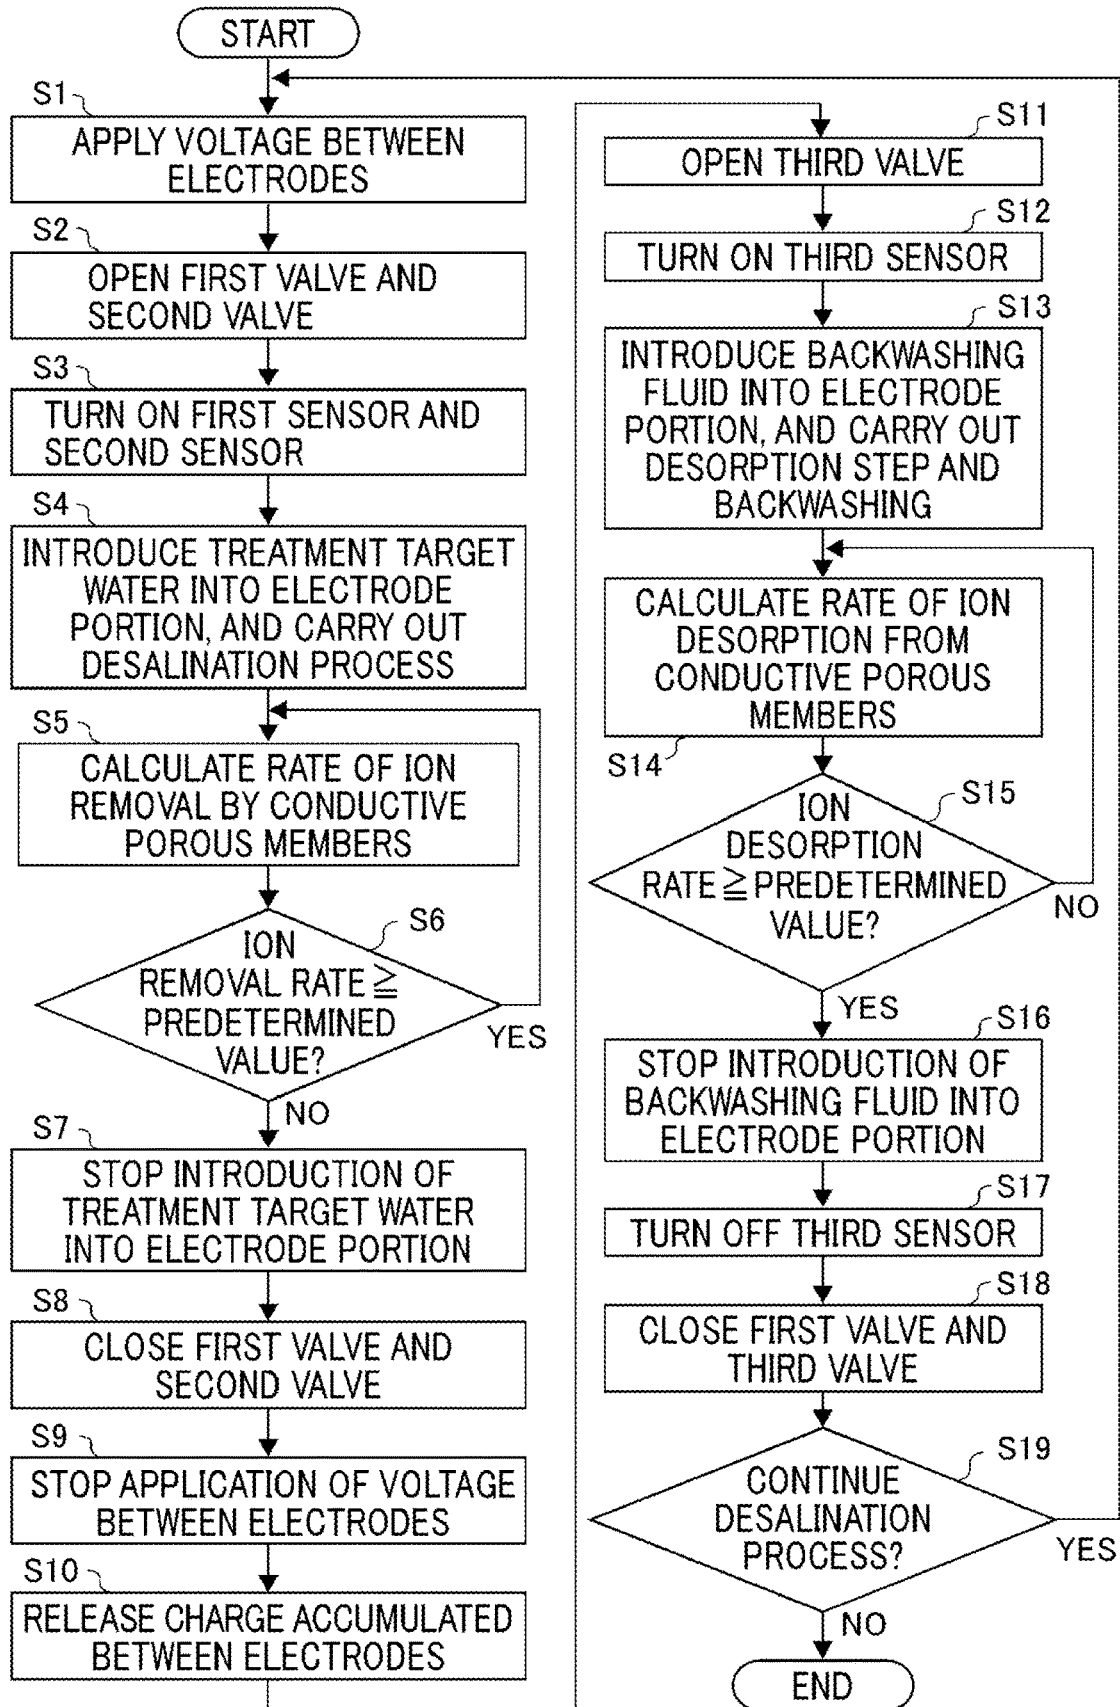 START
S1
APPLY VOLTAGE BETWEEN
ELECTRODES
S2
OPEN FIRST VALVE AND
SECOND VALVE
S3
TURN ON FIRST SENSOR AND
SECOND SENSOR
S4
INTRODUCE TREATMENT TARGET
WATER INTO ELECTRODE
PORTION, AND CARRY OUT
DESALINATION PROCESS
S5
CALCULATE RATE OF ION
REMOVAL BY CONDUCTIVE
POROUS MEMBERS
S6
ION
REMOVAL RATE ≧
PREDETERMINED
VALUE?
YES
NO
S7
STOP INTRODUCTION OF
TREATMENT TARGET WATER
INTO ELECTRODE PORTION
S8
CLOSE FIRST VALVE AND
SECOND VALVE
S9
STOP APPLICATION OF VOLTAGE
BETWEEN ELECTRODES
S10
RELEASE CHARGE ACCUMULATED
BETWEEN ELECTRODES
S11
OPEN THIRD VALVE
S12
TURN ON THIRD SENSOR
S13
INTRODUCE BACKWASHING
FLUID INTO ELECTRODE
PORTION, AND CARRY OUT
DESORPTION STEP AND
BACKWASHING
CALCULATE RATE OF ION
DESORPTION FROM
CONDUCTIVE POROUS
MEMBERS
S14
S15
ION
DESORPTION
RATE ≧ PREDETERMINED
VALUE?
NO
YES
S16
STOP INTRODUCTION OF
BACKWASHING FLUID INTO
ELECTRODE PORTION
S17
TURN OFF THIRD SENSOR
S18
CLOSE FIRST VALVE AND
THIRD VALVE
S19
CONTINUE
DESALINATION
PROCESS?
YES
NO
END